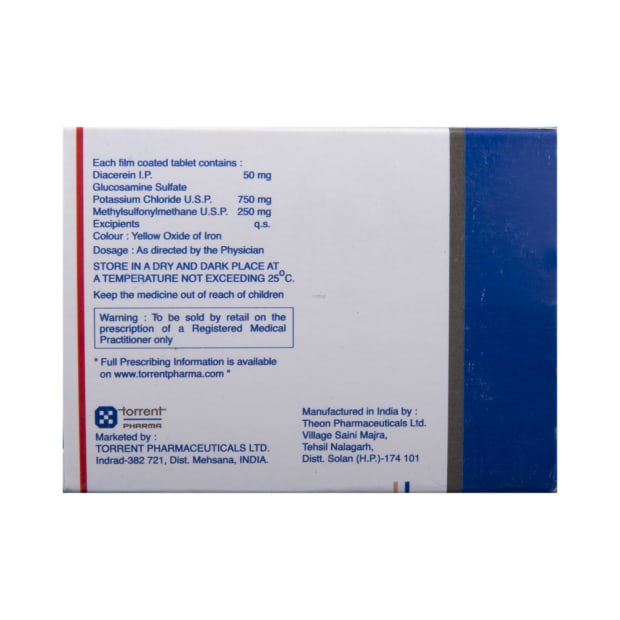 Each film coated tablet contains :
Diacerein I.P. 50 mg
Glucosamine Sulfate
Potassium Chloride U.S.P. 750 mg
Methylsulfonylmethane U.S.P. 250 mg
Excipients q.s.
Colour : Yellow Oxide of Iron
Dosage : As directed by the Physician
STORE IN A DRY AND DARK PLACE AT
A TEMPERATURE NOT EXCEEDING 25°C.
Keep the medicine out of reach of children
Warning : To be sold by retail on the
prescription of a Registered Medical
Practitioner only
" Full Prescribing Information is available
on www.torrentpharma.com "
torrent
PHARMA
Marketed by :
TORRENT PHARMACEUTICALS LTD.
Indrad-382 721, Dist. Mehsana, INDIA.
Manufactured in India by :
Theon Pharmaceuticals Ltd.
Village Saini Majra,
Tehsil Nalagarh,
Distt. Solan (H.P.)-174 101